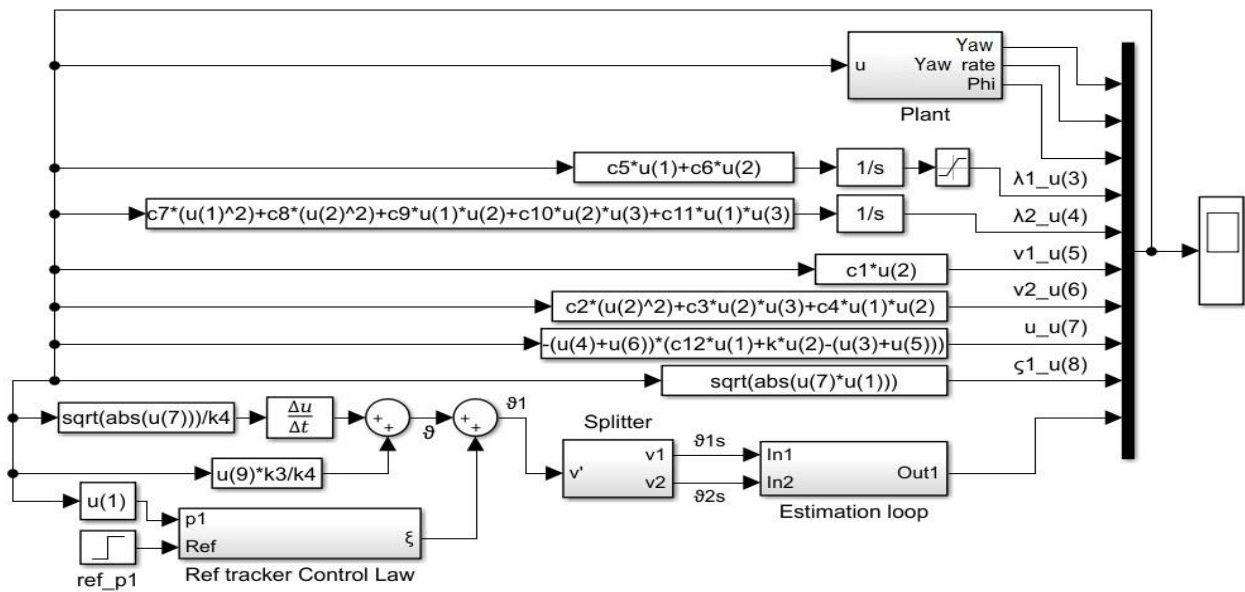 Yaw
u
Yaw rate
Phi
Plant
c5*u(1)+c6*u(2)
1/s
λ1_u(3)
c7*(u(1)^2)+c8*(u(2)^2)+c9*u(1)*u(2)+c10*u(2)*u(3)+c11*u(1)*u(3)
1/s
λ2_u(4)
c1*u(2)
v1_u(5)
c2*(u(2)^2)+c3*u(2)*u(3)+c4*u(1)*u(2)
v2_u(6)
-(u(4)+u(6))*(c12*u(1)+k*u(2)-(u(3)+u(5)))
u_u(7)
sqrt(abs(u(7)*u(1)))
ς1_u(8)
sqrt(abs(u(7)))/k4
Δu
Δt
+
+
ϑ
+
+
ϑ1
Splitter
v'
v1
v2
ϑ1s
ϑ2s
In1
In2
Out1
Estimation loop
u(9)*k3/k4
u(1)
p1
Ref
ξ
ref_p1
Ref tracker Control Law